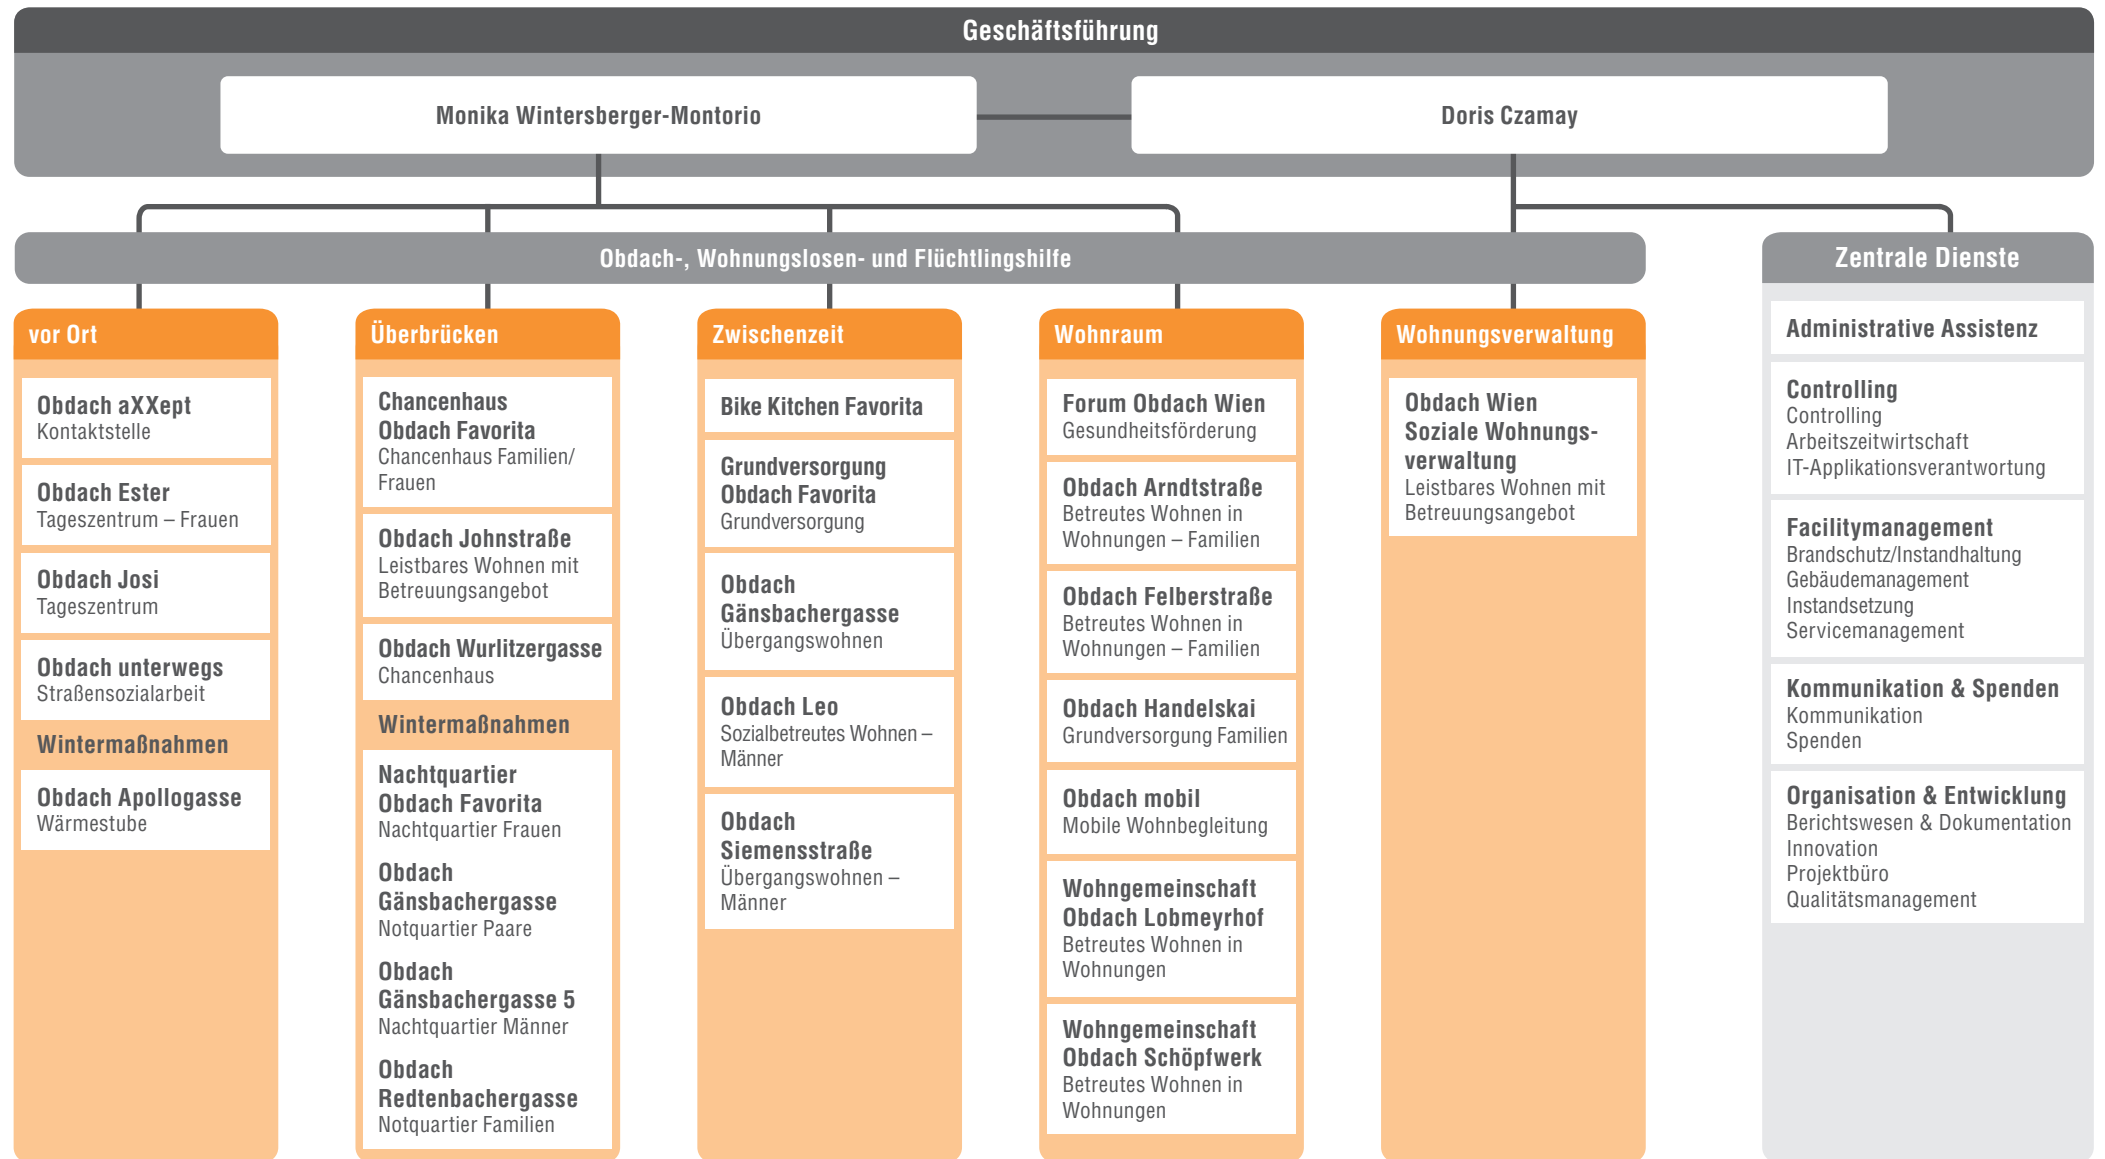 Geschäftsführung
Monika Wintersberger-Montorio
Doris Czamay
Obdach-, Wohnungslosen- und Flüchtlingshilfe
vor Ort
Obdach aXXept
Kontaktstelle
Obdach Ester
Tageszentrum – Frauen
Obdach Josi
Tageszentrum
Obdach unterwegs
Straßensozialarbeit
Wintermaßnahmen
Obdach Apollogasse
Wärmestube
Überbrücken
Chancenhaus
Obdach Favorita
Chancenhaus Familien/
Frauen
Obdach Johnstraße
Leistbares Wohnen mit
Betreuungsangebot
Obdach Wurlitzergasse
Chancenhaus
Wintermaßnahmen
Nachtquartier
Obdach Favorita
Nachtquartier Frauen
Obdach
Gänsbachergasse
Notquartier Paare
Obdach
Gänsbachergasse 5
Nachtquartier Männer
Obdach
Redtenbachergasse
Notquartier Familien
Zwischenzeit
Bike Kitchen Favorita
Grundversorgung
Obdach Favorita
Grundversorgung
Obdach
Gänsbachergasse
Übergangswohnen
Obdach Leo
Sozialbetreutes Wohnen –
Männer
Obdach
Siemensstraße
Übergangswohnen –
Männer
Wohnraum
Forum Obdach Wien
Gesundheitsförderung
Obdach Arndtstraße
Betreutes Wohnen in
Wohnungen – Familien
Obdach Felberstraße
Betreutes Wohnen in
Wohnungen – Familien
Obdach Handelskai
Grundversorgung Familien
Obdach mobil
Mobile Wohnbegleitung
Wohngemeinschaft
Obdach Lobmeyrhof
Betreutes Wohnen in
Wohnungen
Wohngemeinschaft
Obdach Schöpfwerk
Betreutes Wohnen in
Wohnungen
Wohnungsverwaltung
Obdach Wien
Soziale Wohnungs-
verwaltung
Leistbares Wohnen mit
Betreuungsangebot
Zentrale Dienste
Administrative Assistenz
Controlling
Controlling
Arbeitszeitwirtschaft
IT-Applikationsverantwortung
Facilitymanagement
Brandschutz/Instandhaltung
Gebäudemanagement
Instandsetzung
Servicemanagement
Kommunikation & Spenden
Kommunikation
Spenden
Organisation & Entwicklung
Berichtswesen & Dokumentation
Innovation
Projektbüro
Qualitätsmanagement